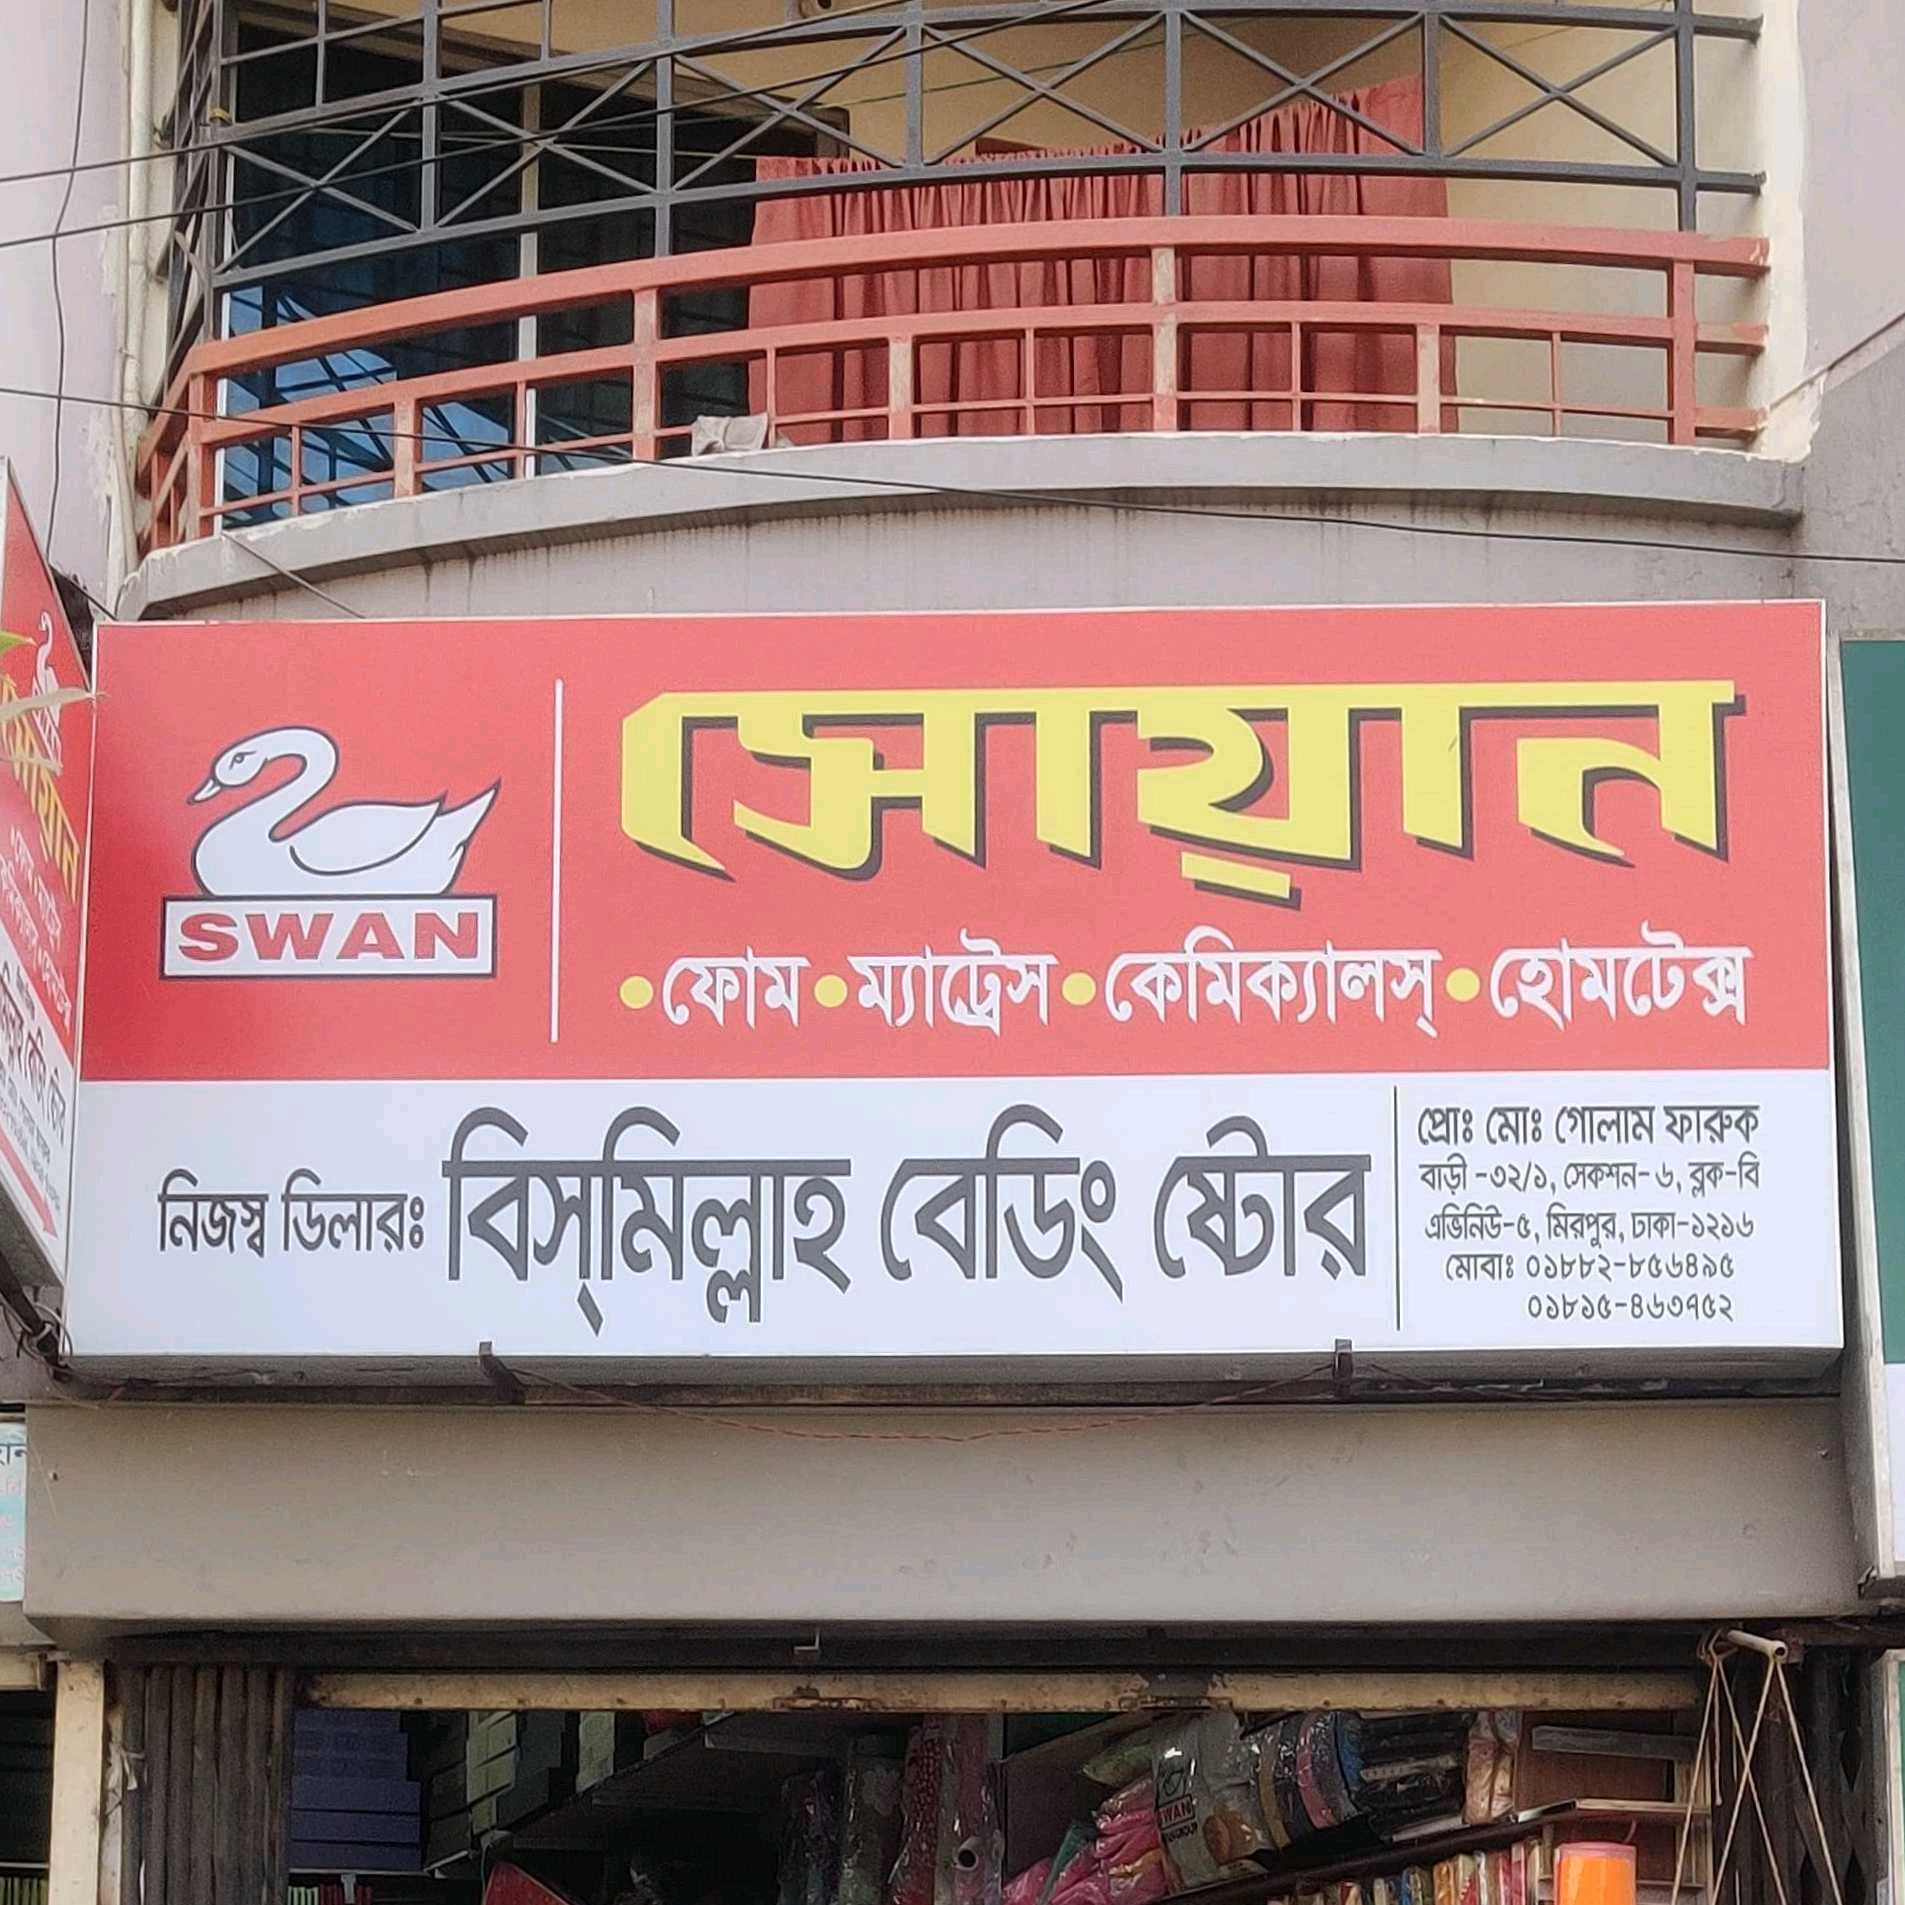 সোয়ান
SWAN
•ফোম •ম্যাট্রেস •কেমিক্যালস্ •হোমটেক্স
নিজস্ব ডিলারঃ বিস্‌মিল্লাহ বেডিং ষ্টোর
প্রোঃ মোঃ গোলাম ফারুক
বাড়ী -৩২/১, সেকশন- ৬, ব্লক-বি
এভিনিউ-৫, মিরপুর, ঢাকা-১২১৬
মোবাঃ ০১৮৮২-৮৫৬৪৯৫
০১৮১৫-৪৬৩৭৫২